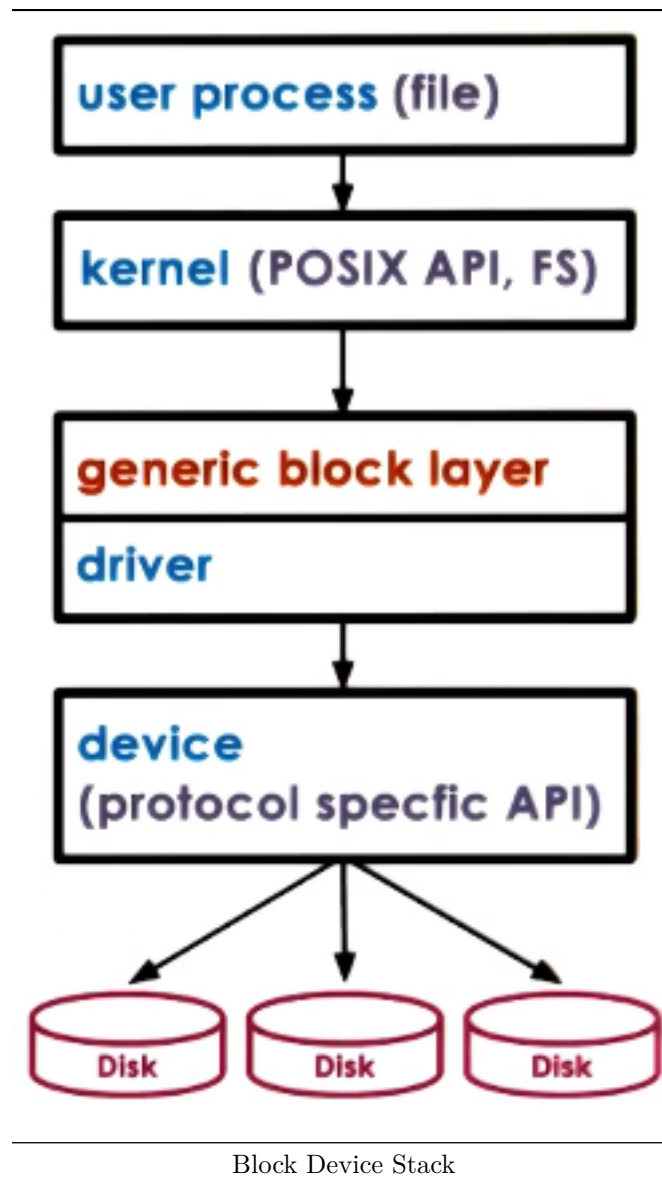 user process (file)
kernel (POSIX API, FS)
generic block layer
driver
device
(protocol specfic API)
Disk
Disk
Disk
Block Device Stack